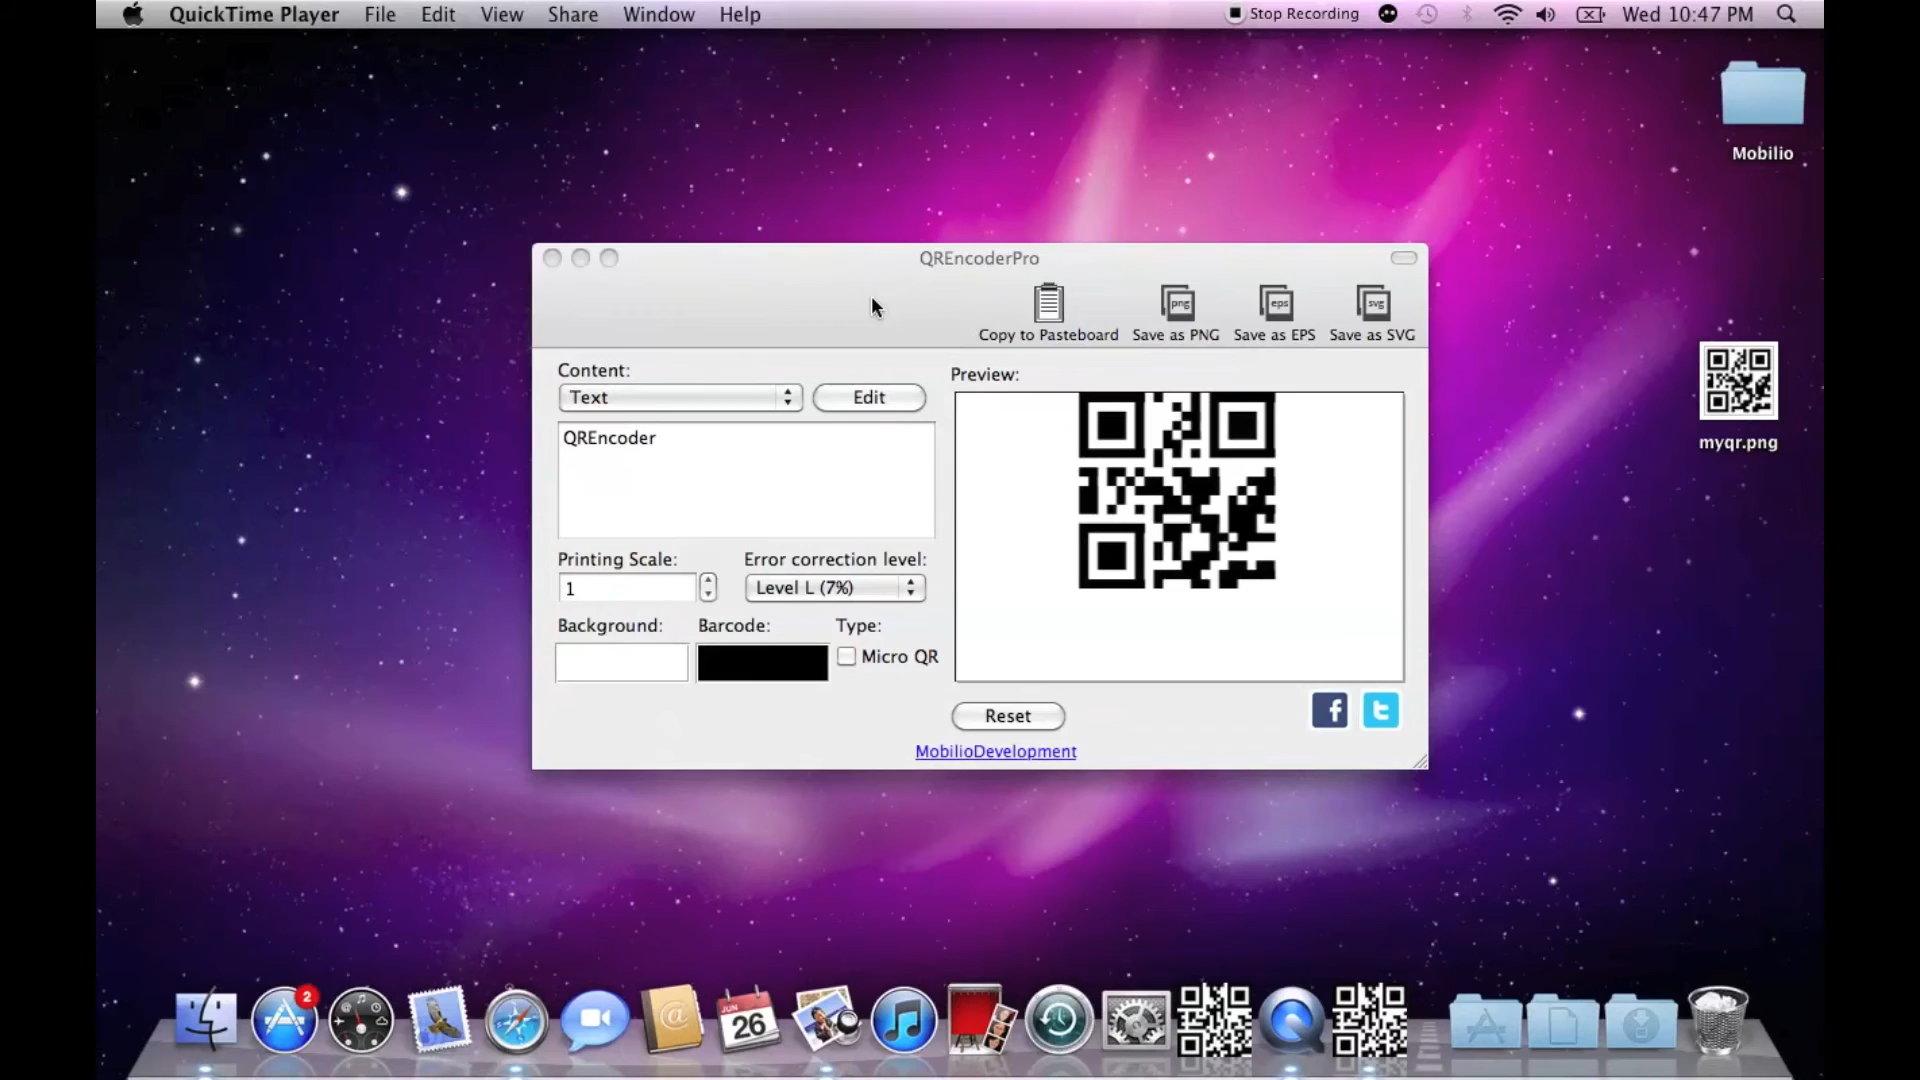 QuickTime Player File Edit View Share Window Help Stop Recording Wed 10:47 PM
Mobilio
QREncoderPro
png eps svg
Copy to Pasteboard Save as PNG Save as EPS Save as SVG
Content:
Preview:
Text Edit
QREncoder
myqr.png
Printing Scale: Error correction level:
1 Level L (7%)
Background: Barcode: Type:
Micro QR
Reset
MobilioDevelopment
2
JUN
26